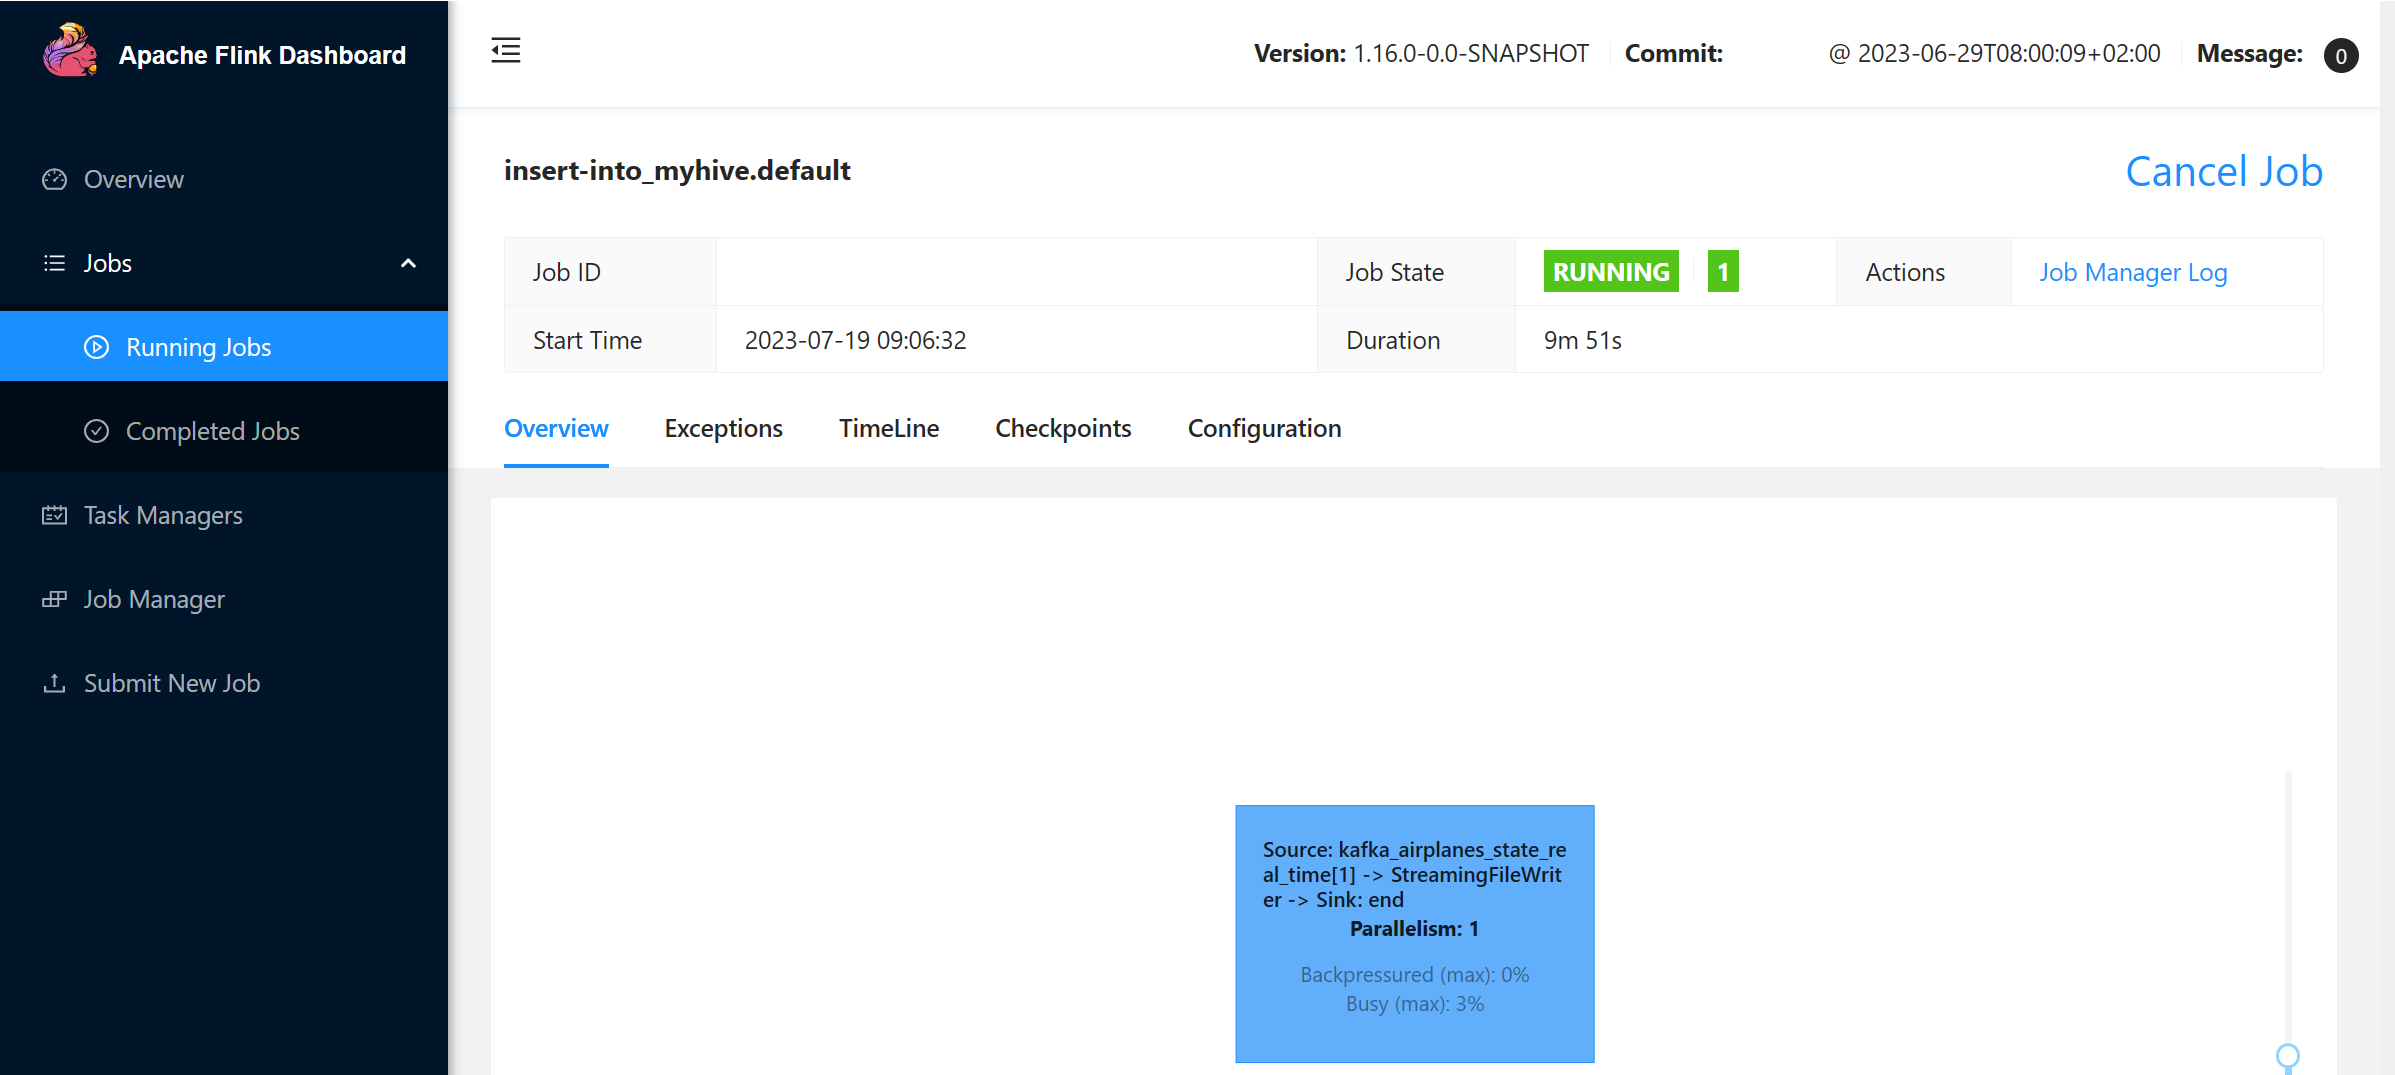 Apache Flink Dashboard
Version: 1.16.0-0.0-SNAPSHOT Commit: @ 2023-06-29T08:00:09+02:00 Message: 0
Overview
Jobs
Running Jobs
Completed Jobs
Task Managers
Job Manager
Submit New Job
insert-into_myhive.default
Cancel Job
Job ID
Job State RUNNING 1
Actions Job Manager Log
Start Time 2023-07-19 09:06:32
Duration 9m 51s
Overview Exceptions TimeLine Checkpoints Configuration
Source: kafka_airplanes_state_re
al_time[1] -> StreamingFileWrit
er -> Sink: end
Parallelism: 1
Backpressured (max): 0%
Busy (max): 3%